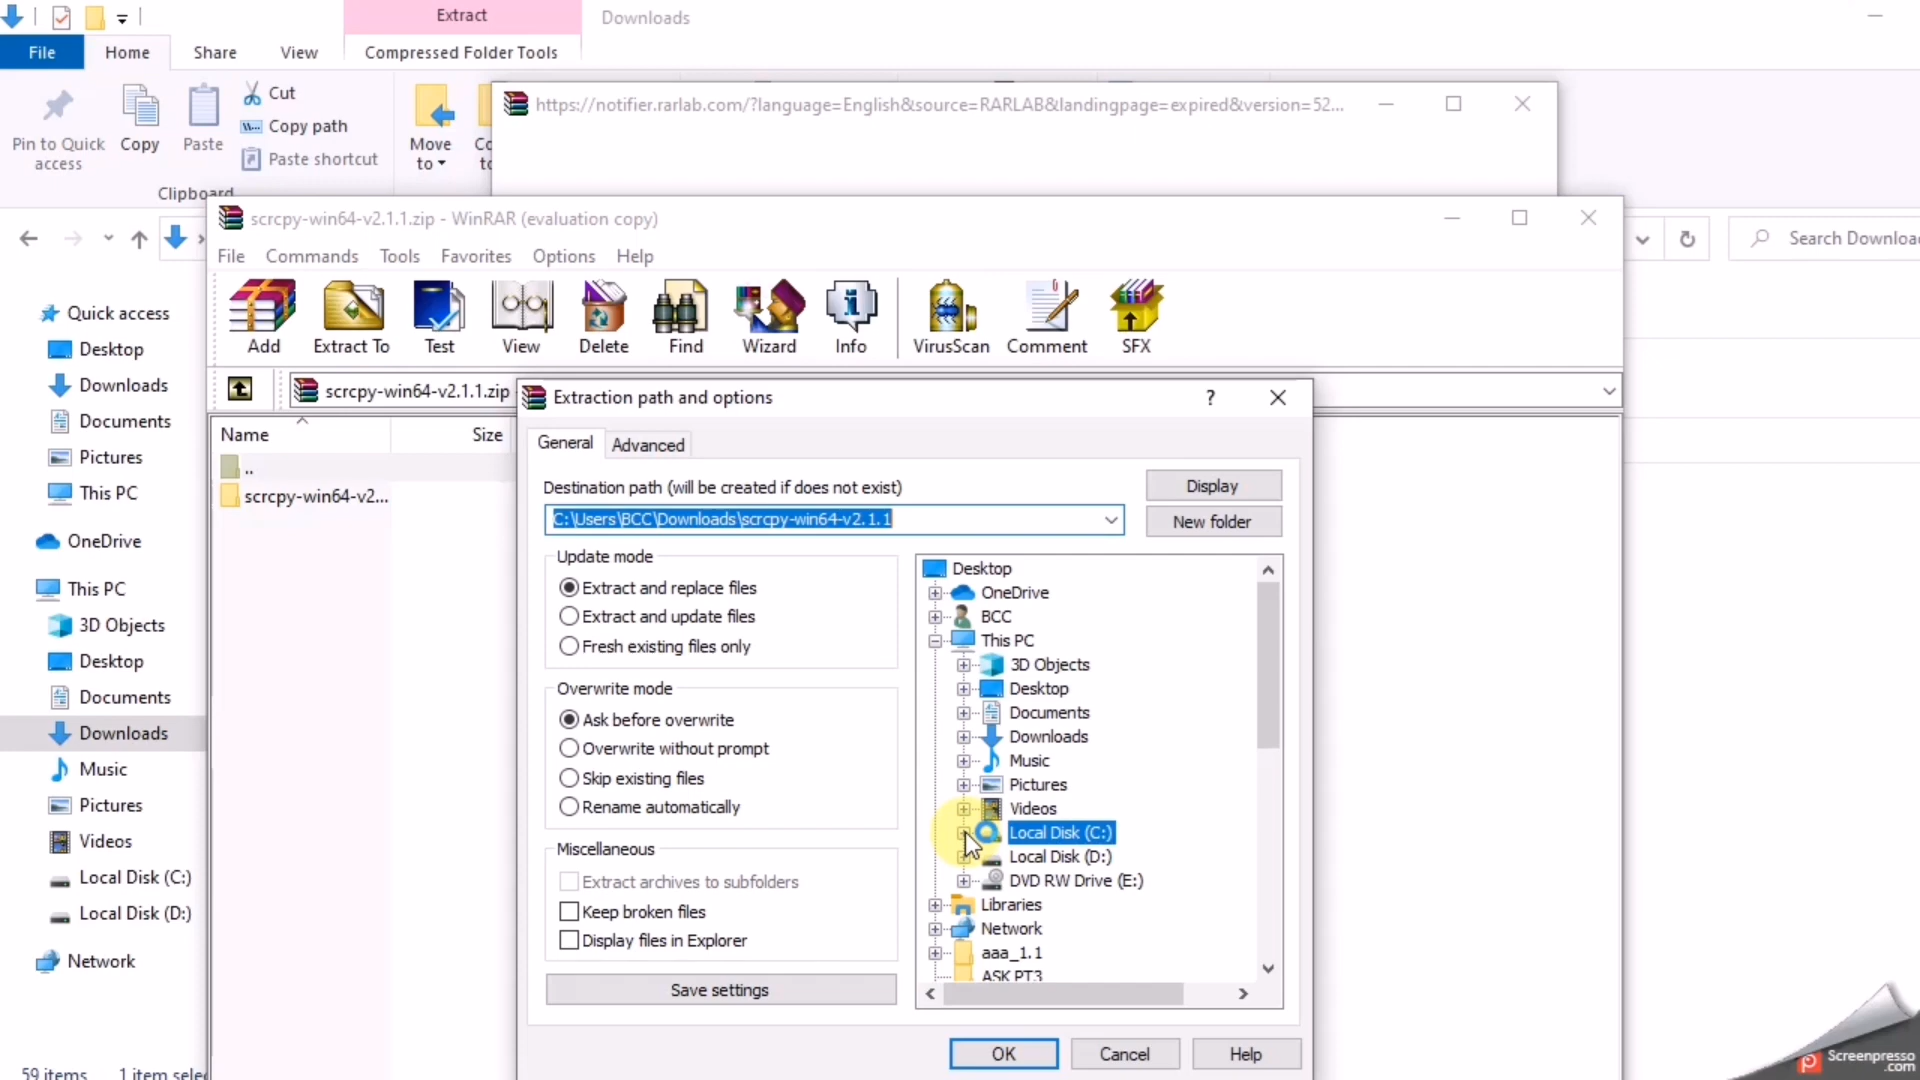 Extract
Downloads
File
Home
Share
View
Compressed Folder Tools
Pin to Quick access
Copy
Paste
Cut
Copy path
Paste shortcut
Move to
Clipboard
https://notifier.rarlab.com/?language=English&source=RARLAB&landingpage=expired&version=52...
scrcpy-win64-v2.1.1.zip - WinRAR (evaluation copy)
File Commands Tools Favorites Options Help
Add
Extract To
Test
View
Delete
Find
Wizard
Info
VirusScan
Comment
SFX
Search Downloa
scrcpy-win64-v2.1.1.zip
Name
Size
..
scrcpy-win64-v2...
Quick access
Desktop
Downloads
Documents
Pictures
This PC
OneDrive
This PC
3D Objects
Desktop
Documents
Downloads
Music
Pictures
Videos
Local Disk (C:)
Local Disk (D:)
Network
59 items
1 item sele
Extraction path and options
?
General
Advanced
Destination path (will be created if does not exist)
C:\Users\BCC\Downloads\scrcpy-win64-v2.1.1
Display
New folder
Update mode
Extract and replace files
Extract and update files
Fresh existing files only
Overwrite mode
Ask before overwrite
Overwrite without prompt
Skip existing files
Rename automatically
Miscellaneous
Extract archives to subfolders
Keep broken files
Display files in Explorer
Save settings
Desktop
OneDrive
BCC
This PC
3D Objects
Desktop
Documents
Downloads
Music
Pictures
Videos
Local Disk (C:)
Local Disk (D:)
DVD RW Drive (E:)
Libraries
Network
aaa_1.1
ASK PT3
OK
Cancel
Help
Screenpresso
.com